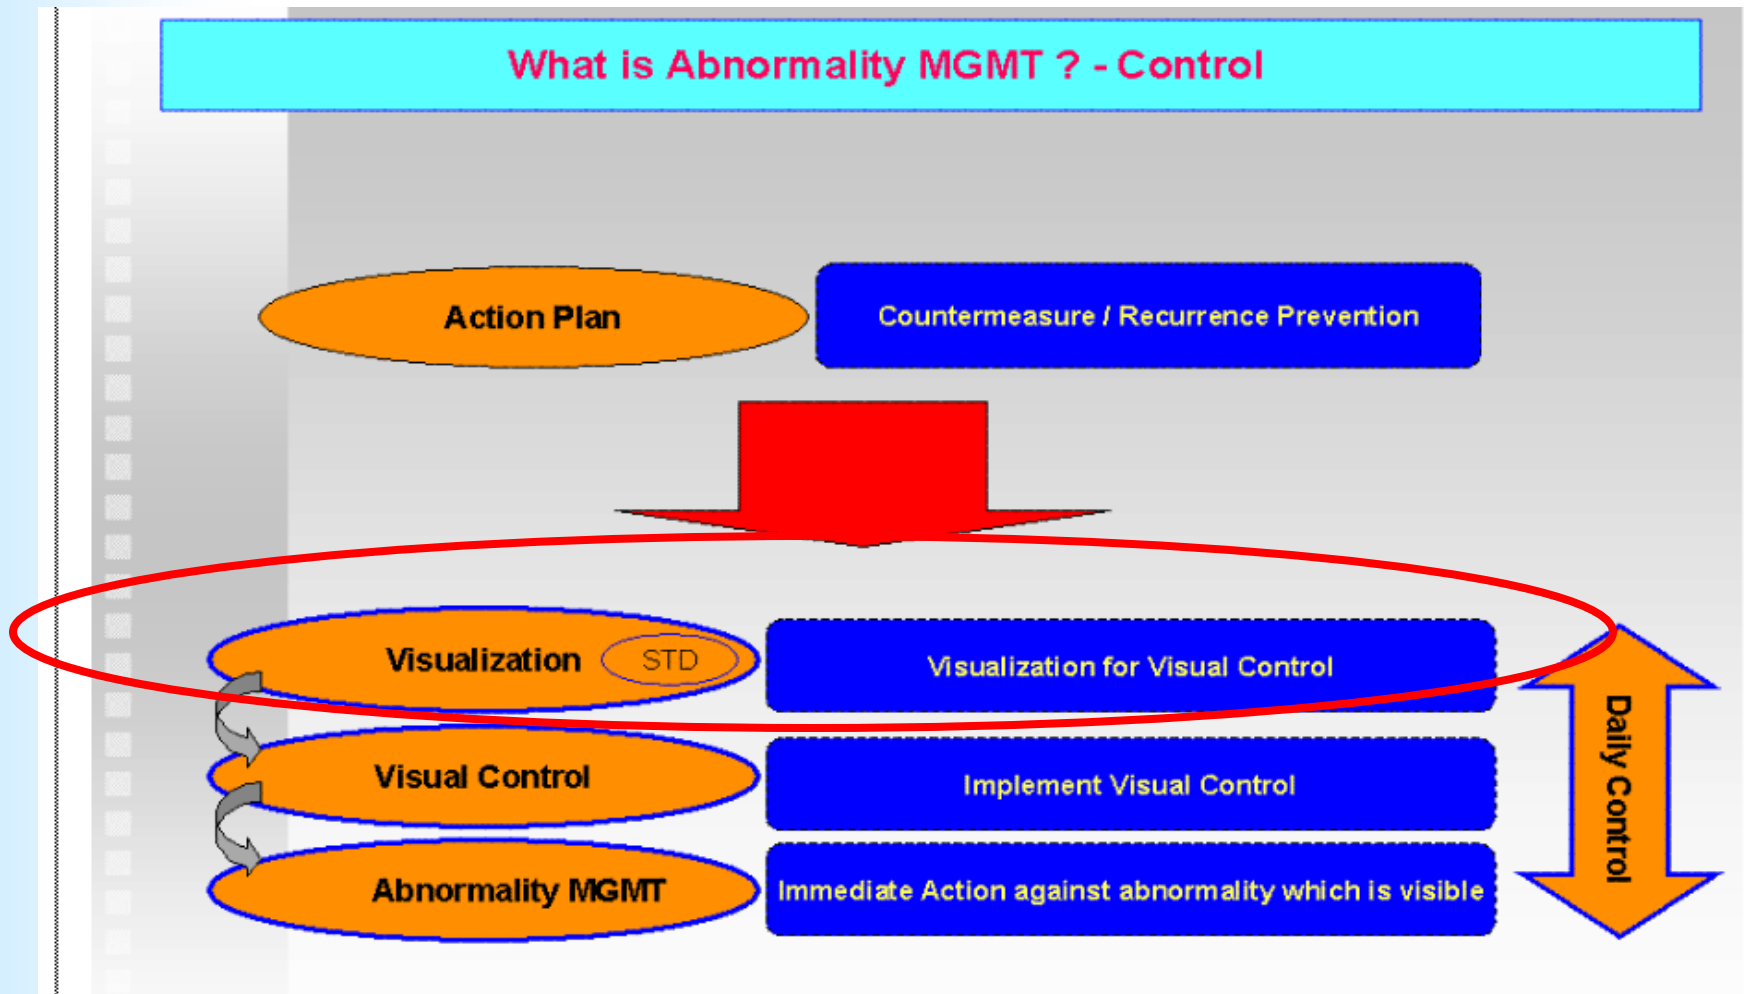 What is Abnormality MGMT ? - Control
Action Plan
Countermeasure / Recurrence Prevention
Visualization
STD
Visualization for Visual Control
Visual Control
Implement Visual Control
Abnormality MGMT
Immediate Action against abnormality which is visible
Daily Control